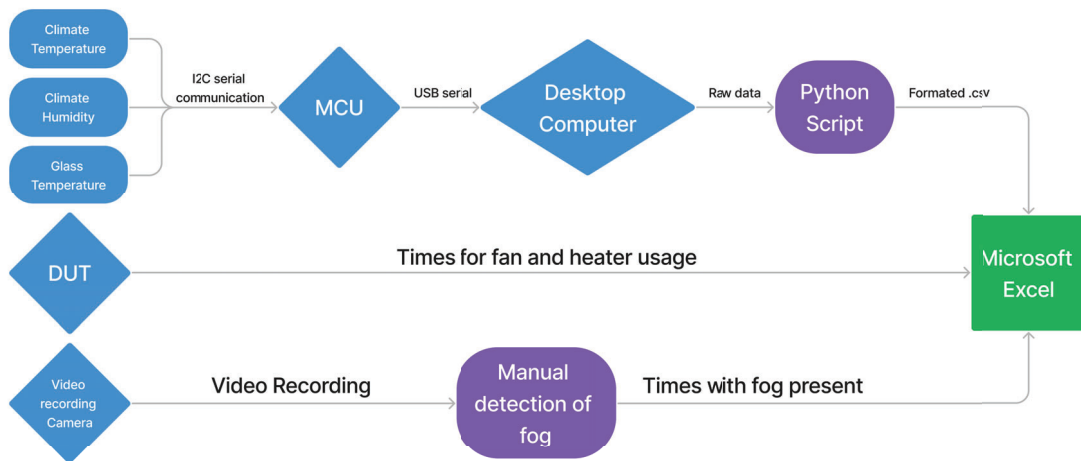 Climate
Temperature
Climate
Humidity
Glass
Temperature
I2C serial
communication
MCU
USB serial
Desktop
Computer
Raw data
Python
Script
Formated .csv
DUT
Times for fan and heater usage
Microsoft
Excel
Video
recording
Camera
Video Recording
Manual
detection of
fog
Times with fog present